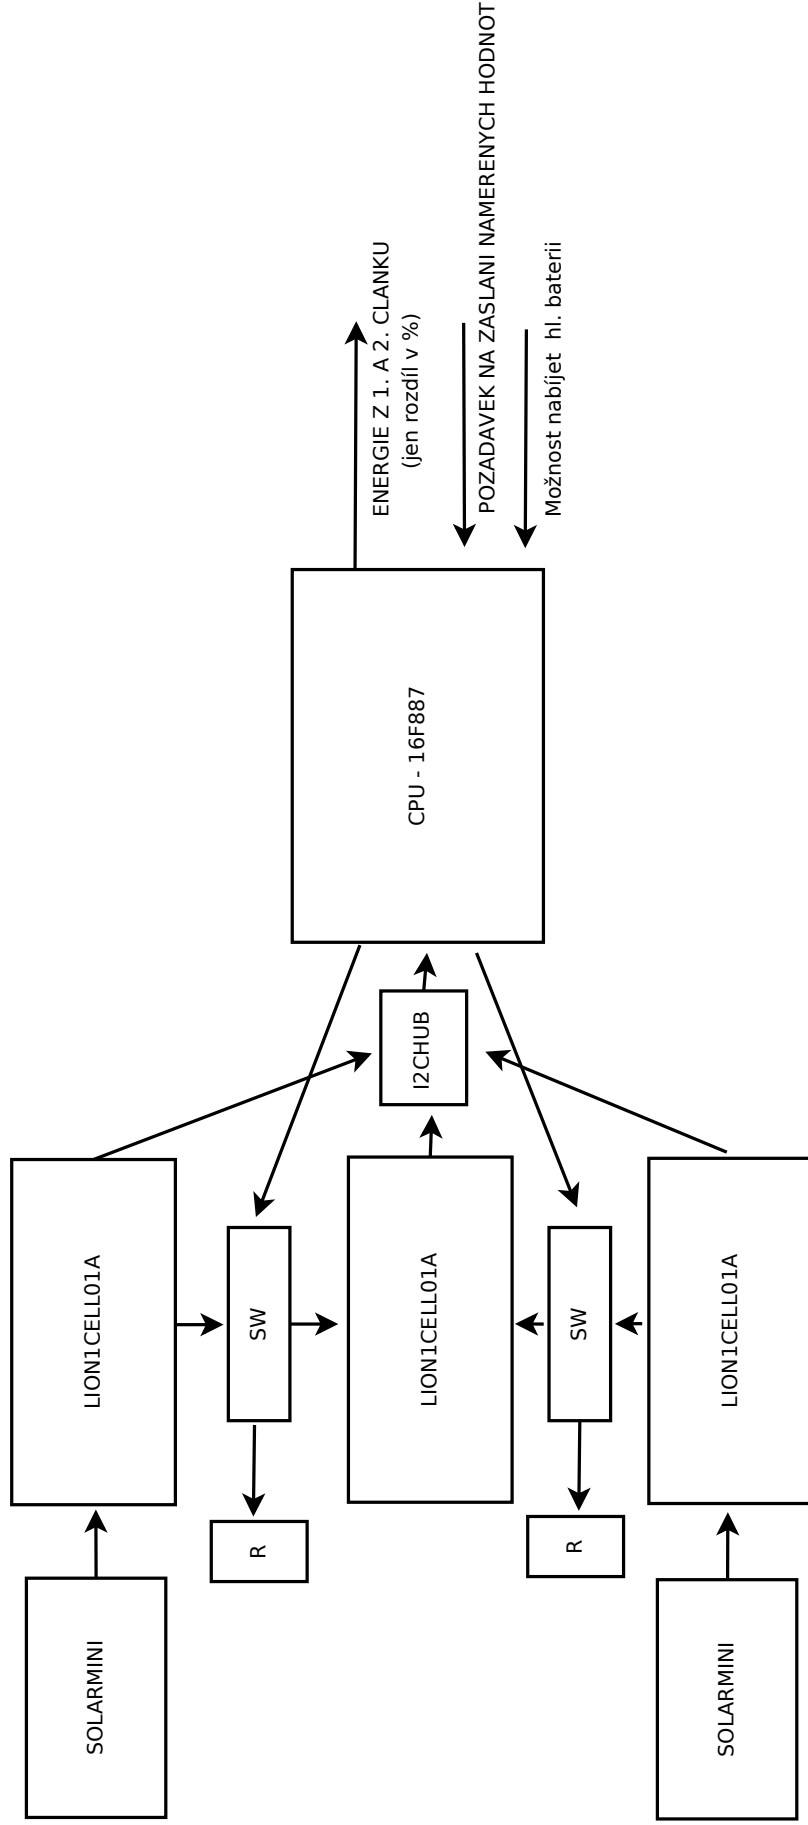 SOLARMINI
LION1CELL01A
R
SW
LION1CELL01A
I2CHUB
CPU - 16F887
ENERGIE Z 1. A 2. CLANKU
(jen rozdíl v %)
POZADAVEK NA ZASLANI NAMERENYCH HODNOT
Možnost nabíjet hl. baterii
R
SW
SOLARMINI
LION1CELL01A